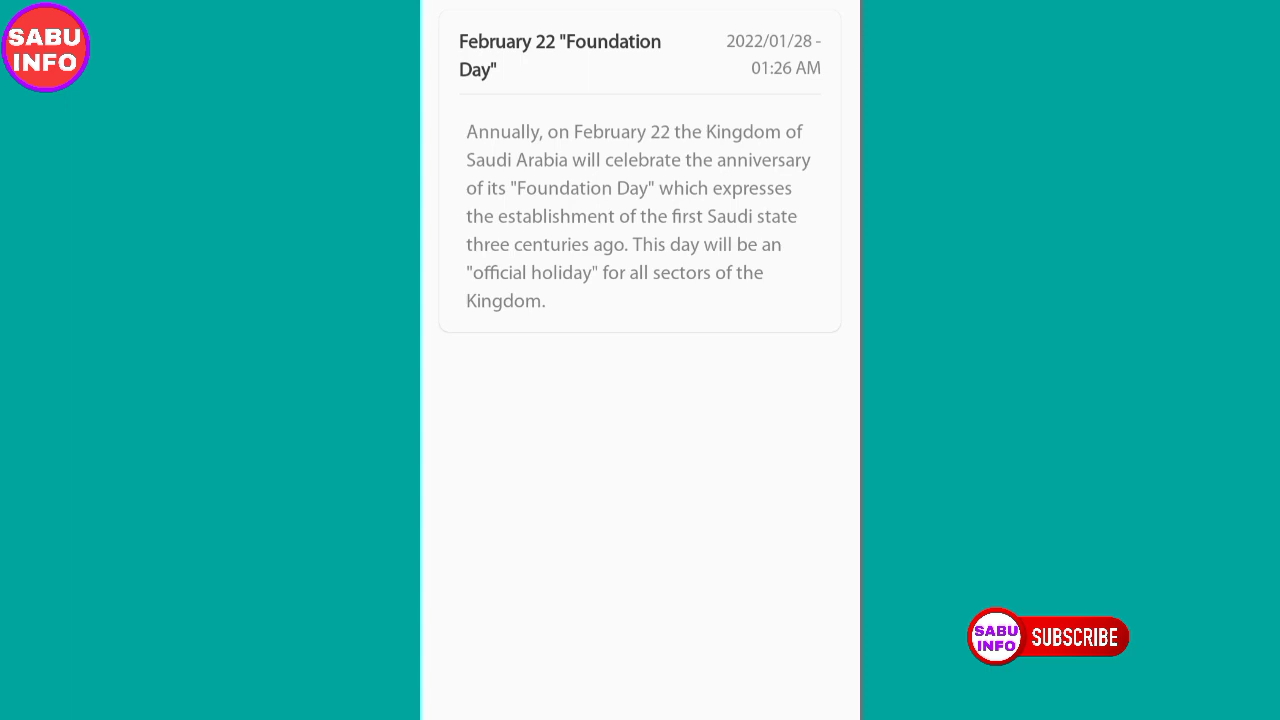 SABU
INFO
February 22 "Foundation
Day"
2022/01/28 -
01:26 AM
Annually, on February 22 the Kingdom of
Saudi Arabia will celebrate the anniversary
of its "Foundation Day" which expresses
the establishment of the first Saudi state
three centuries ago. This day will be an
"official holiday" for all sectors of the
Kingdom.
SABU
INFO
SUBSCRIBE